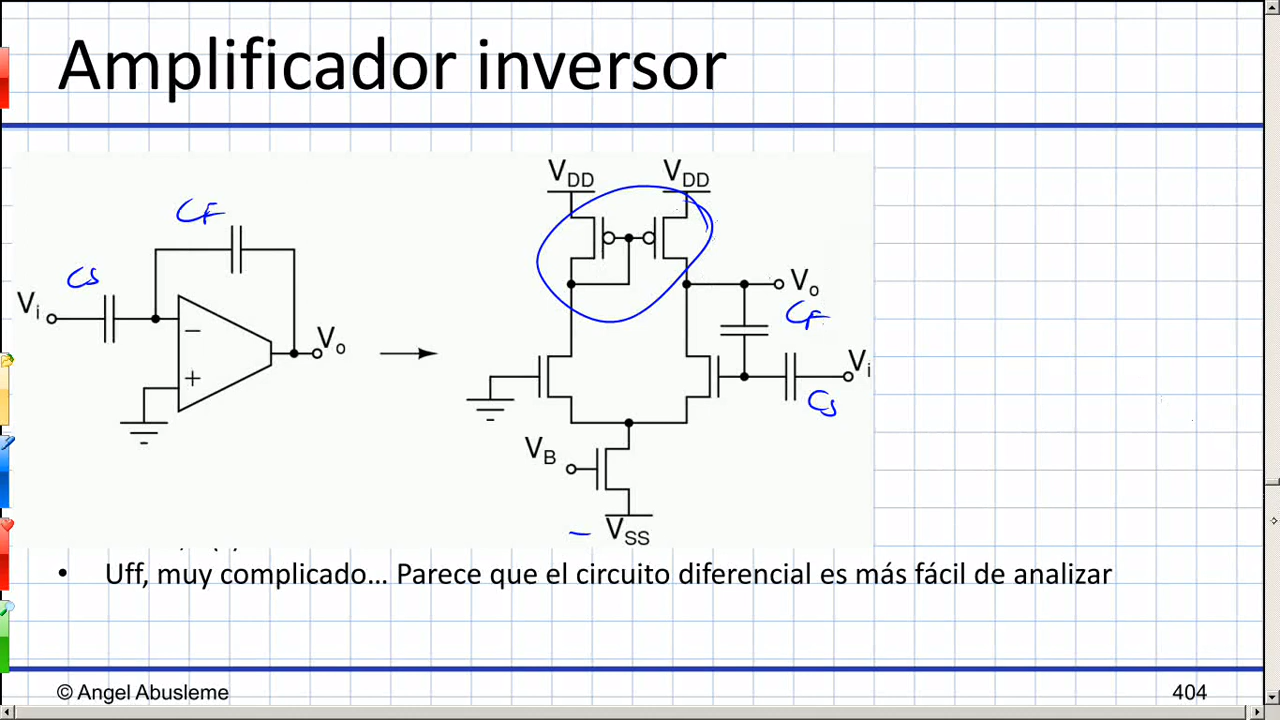 Amplificador inversor
CF
Cs
Vi
Vo
VDD
VDD
Vo
CF
Vi
Cs
VB
– VSS
• Uff, muy complicado… Parece que el circuito diferencial es más fácil de analizar
© Angel Abusleme
404